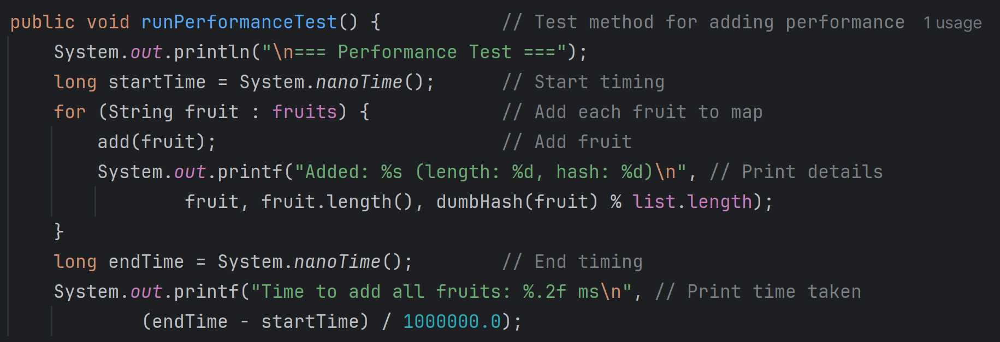 public void runPerformanceTest() {           // Test method for adding performance  1 usage
    System.out.println("\n=== Performance Test ===");
    long startTime = System.nanoTime();      // Start timing
    for (String fruit : fruits) {            // Add each fruit to map
        add(fruit);                          // Add fruit
        System.out.printf("Added: %s (length: %d, hash: %d)\n", // Print details
                fruit, fruit.length(), dumbHash(fruit) % list.length);
    }
    long endTime = System.nanoTime();        // End timing
    System.out.printf("Time to add all fruits: %.2f ms\n", // Print time taken
            (endTime - startTime) / 1000000.0);